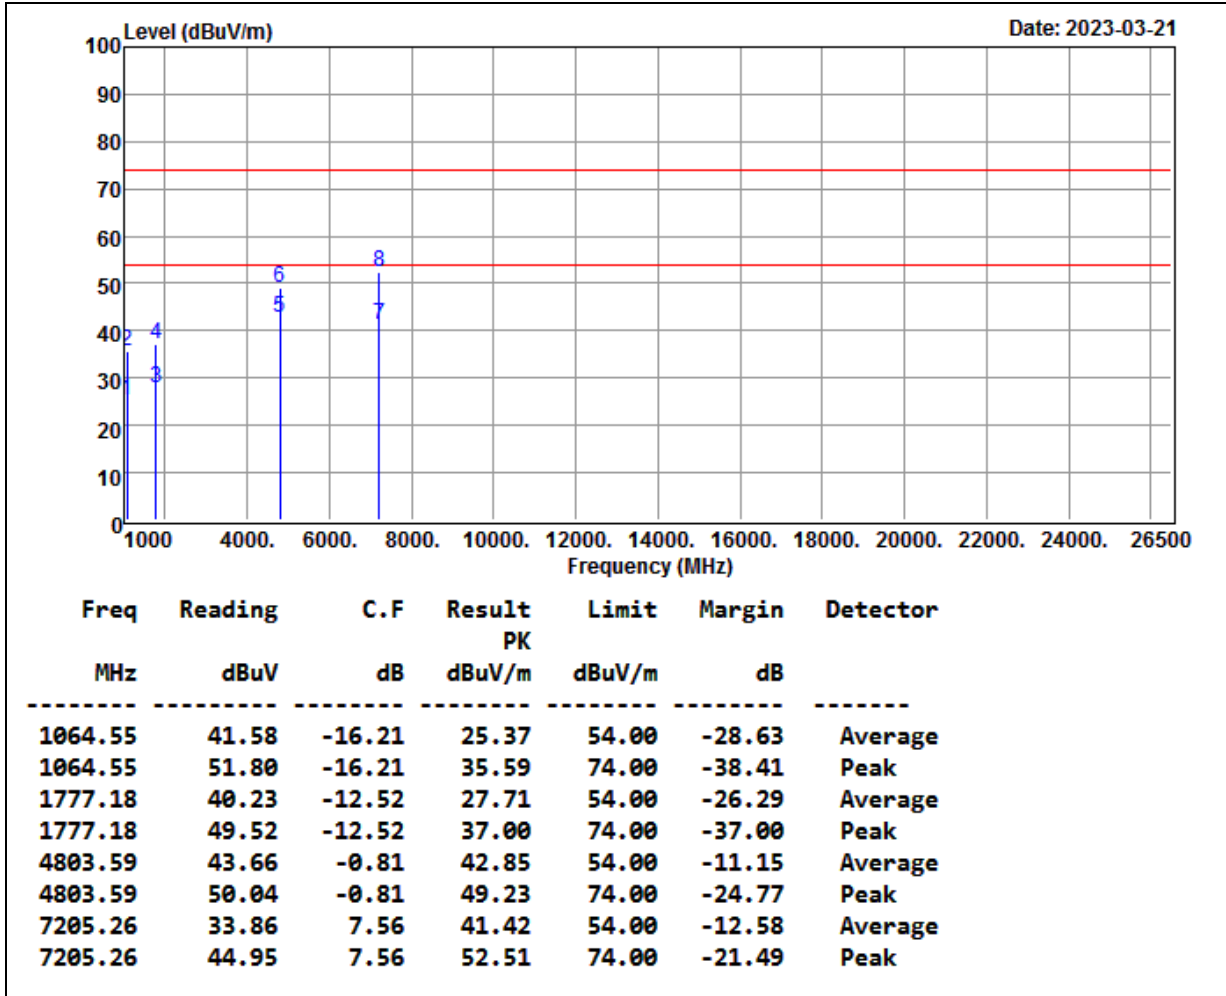 Level (dBuV/m) Date: 2023-03-21
100
90
80
70
60
50
40
30
20
10
0
2
1
4
3
6
5
8
7
1000 4000. 6000. 8000. 10000. 12000. 14000. 16000. 18000. 20000. 22000. 24000. 26500
Frequency (MHz)
Freq Reading C.F Result Limit Margin Detector
PK
MHz dBuV dB dBuV/m dBuV/m dB
-------- --------- -------- -------- -------- -------- -------
1064.55 41.58 -16.21 25.37 54.00 -28.63 Average
1064.55 51.80 -16.21 35.59 74.00 -38.41 Peak
1777.18 40.23 -12.52 27.71 54.00 -26.29 Average
1777.18 49.52 -12.52 37.00 74.00 -37.00 Peak
4803.59 43.66 -0.81 42.85 54.00 -11.15 Average
4803.59 50.04 -0.81 49.23 74.00 -24.77 Peak
7205.26 33.86 7.56 41.42 54.00 -12.58 Average
7205.26 44.95 7.56 52.51 74.00 -21.49 Peak